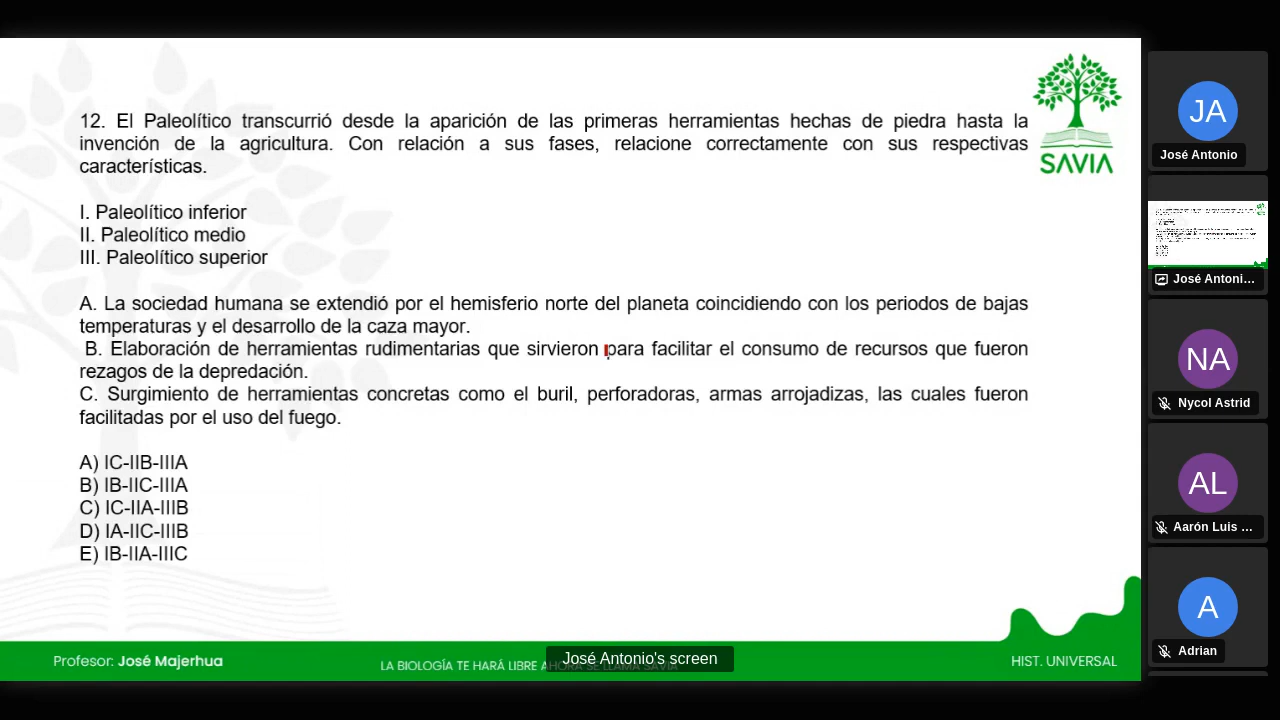 12. El Paleolítico transcurrió desde la aparición de las primeras herramientas hechas de piedra hasta la
invención de la agricultura. Con relación a sus fases, relacione correctamente con sus respectivas
características.
I. Paleolítico inferior
II. Paleolítico medio
III. Paleolítico superior
A. La sociedad humana se extendió por el hemisferio norte del planeta coincidiendo con los periodos de bajas
temperaturas y el desarrollo de la caza mayor.
B. Elaboración de herramientas rudimentarias que sirvieron para facilitar el consumo de recursos que fueron
rezagos de la depredación.
C. Surgimiento de herramientas concretas como el buril, perforadoras, armas arrojadizas, las cuales fueron
facilitadas por el uso del fuego.
A) IC-IIB-IIIA
B) IB-IIC-IIIA
C) IC-IIA-IIIB
D) IA-IIC-IIIB
E) IB-IIA-IIIC
SAVIA
Profesor: José Majerhua
LA BIOLOGÍA TE HARÁ LIBRE AHORA SE LLAMA SAVIA
José Antonio's screen
HIST. UNIVERSAL
JA
José Antonio
José Antoni...
NA
Nycol Astrid
AL
Aarón Luis ...
A
Adrian